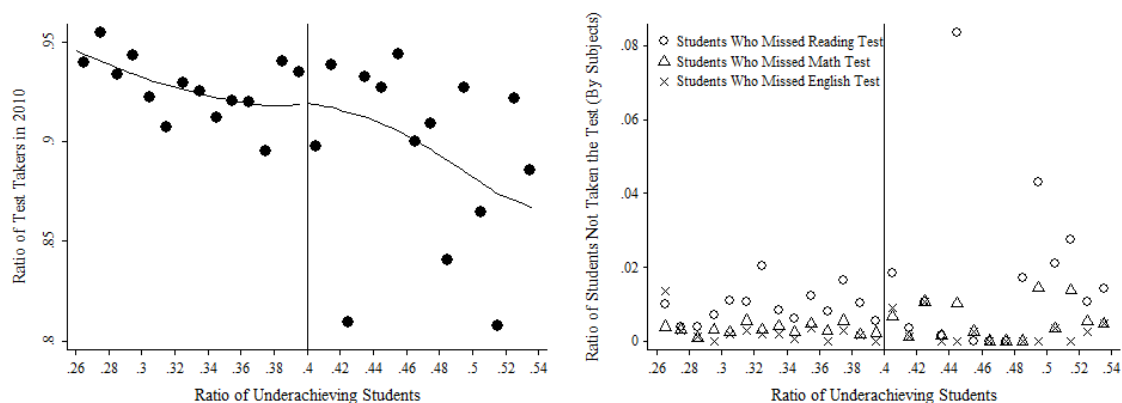 Ratio of Test Takers in 2010
.95
.9
.85
.8
.26 .28 .3 .32 .34 .36 .38 .4 .42 .44 .46 .48 .5 .52 .54
Ratio of Underachieving Students
Ratio of Students Not Taken the Test (By Subjects)
.08
.06
.04
.02
0
Students Who Missed Reading Test
Students Who Missed Math Test
Students Who Missed English Test
.26 .28 .3 .32 .34 .36 .38 .4 .42 .44 .46 .48 .5 .52 .54
Ratio of Underachieving Students